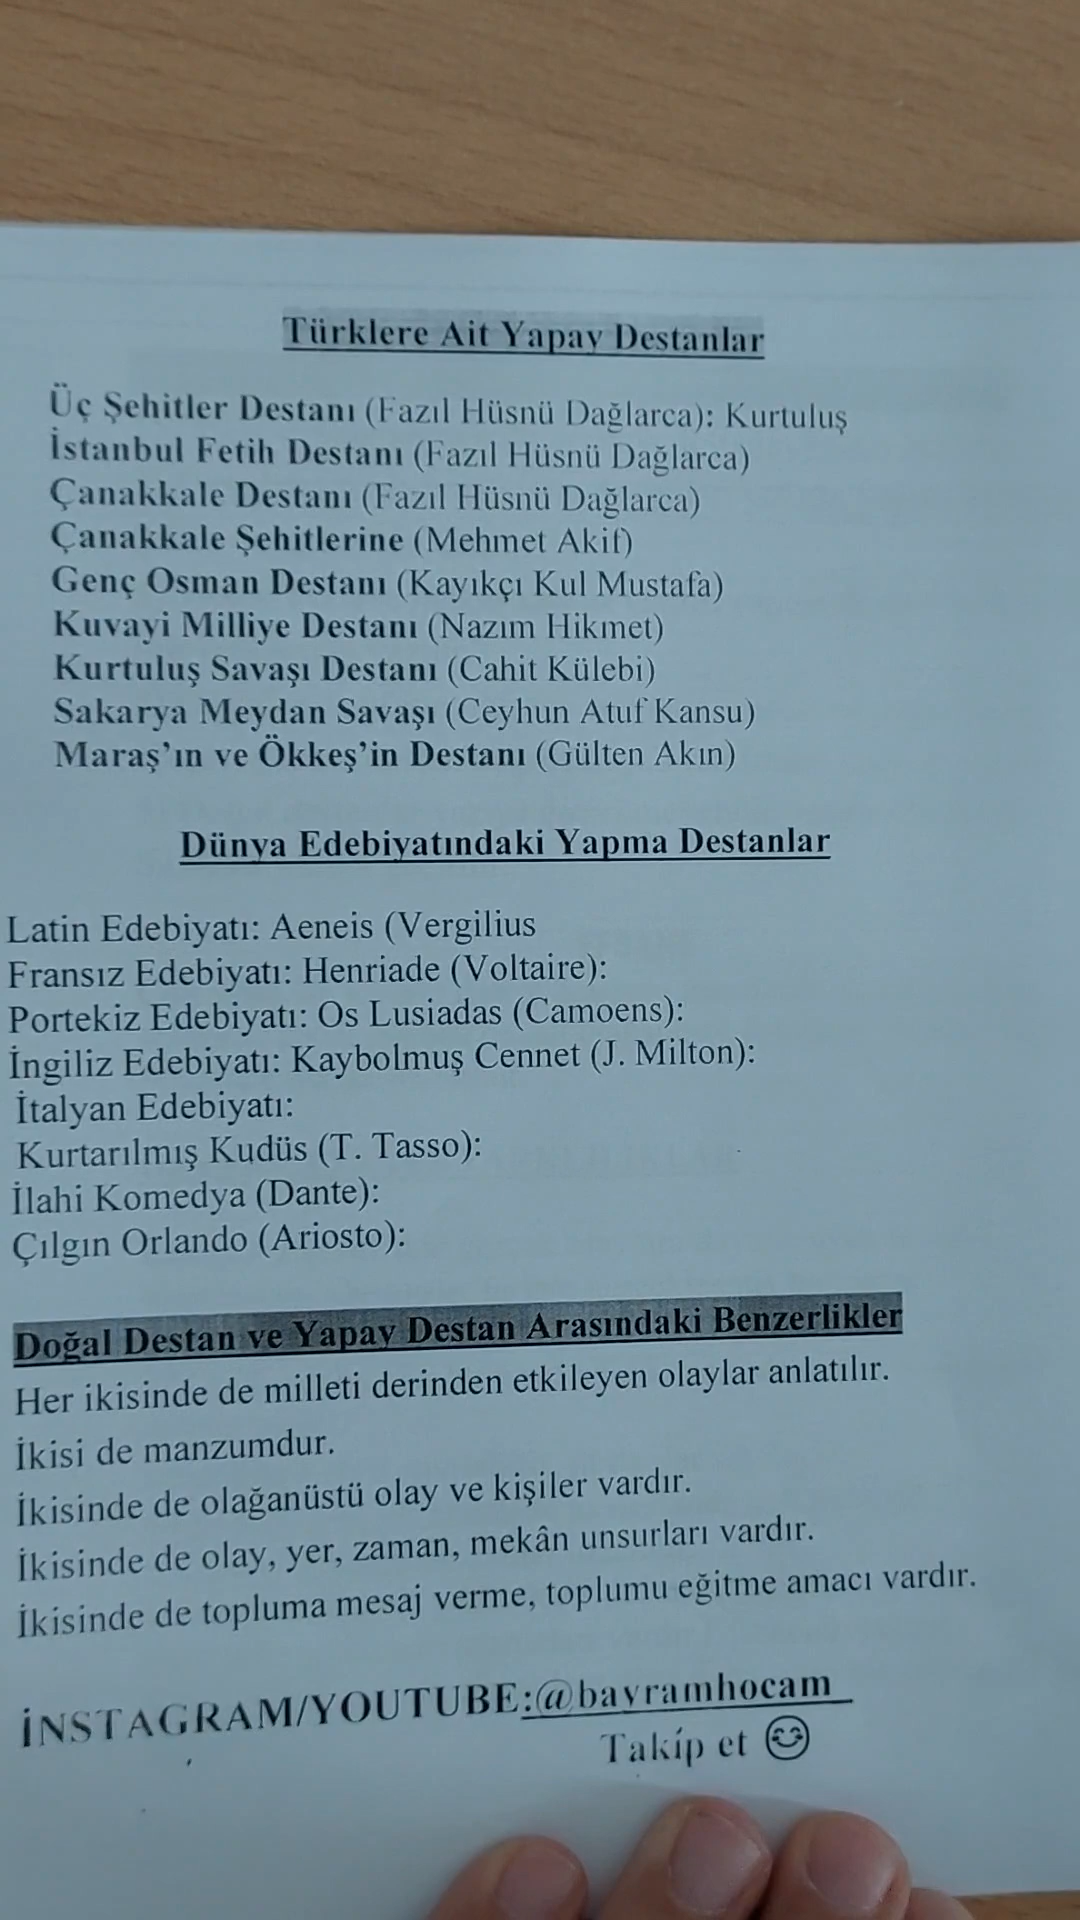 Türklere Ait Yapay Destanlar
Üç Şehitler Destanı (Fazıl Hüsnü Dağlarca): Kurtuluş
İstanbul Fetih Destanı (Fazıl Hüsnü Dağlarca)
Çanakkale Destanı (Fazıl Hüsnü Dağlarca)
Çanakkale Şehitlerine (Mehmet Akif)
Genç Osman Destanı (Kayıkçı Kul Mustafa)
Kuvayi Milliye Destanı (Nazım Hikmet)
Kurtuluş Savaşı Destanı (Cahit Külebi)
Sakarya Meydan Savaşı (Ceyhun Atuf Kansu)
Maraş’ın ve Ökkeş’in Destanı (Gülten Akın)
Dünya Edebiyatındaki Yapma Destanlar
Latin Edebiyatı: Aeneis (Vergilius
Fransız Edebiyatı: Henriade (Voltaire):
Portekiz Edebiyatı: Os Lusiadas (Camoens):
İngiliz Edebiyatı: Kaybolmuş Cennet (J. Milton):
İtalyan Edebiyatı:
Kurtarılmış Kudüs (T. Tasso):
İlahi Komedya (Dante):
Çılgın Orlando (Ariosto):
Doğal Destan ve Yapay Destan Arasındaki Benzerlikler
Her ikisinde de milleti derinden etkileyen olaylar anlatılır.
İkisi de manzumdur.
İkisinde de olağanüstü olay ve kişiler vardır.
İkisinde de olay, yer, zaman, mekân unsurları vardır.
İkisinde de topluma mesaj verme, toplumu eğitme amacı vardır.
İNSTAGRAM/YOUTUBE:@bayramhocam
Takip et 😊